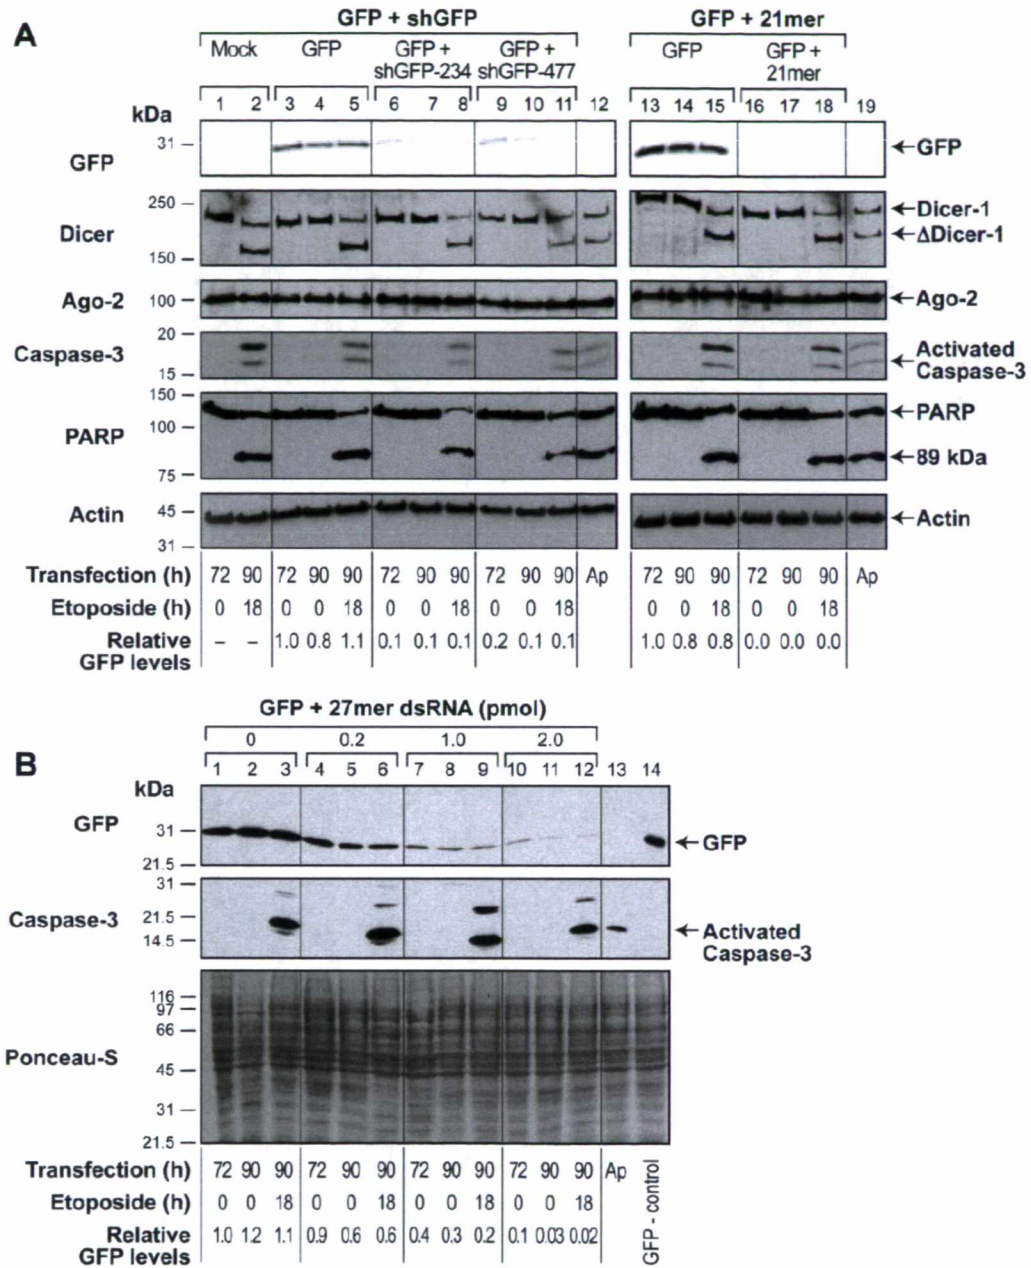 A
GFP + shGFP
GFP + 21mer
Mock GFP GFP + shGFP-234 GFP + shGFP-477 GFP GFP + 21mer
kDa 1 2 3 4 5 6 7 8 9 10 11 12 13 14 15 16 17 18 19
GFP 31 GFP
Dicer 250 150 Dicer-1
ΔDicer-1
Ago-2 100 Ago-2
Caspase-3 20 15 Activated Caspase-3
PARP 150 100 75 PARP
89 kDa
Actin 45 31 Actin
Transfection (h) 72 90 72 90 90 72 90 90 72 90 90 Ap 72 90 90 72 90 90 Ap
Etoposide (h) 0 18 0 0 18 0 0 18 0 0 18 0 0 18 0 0 18
Relative GFP levels – – 1.0 0.8 1.1 0.1 0.1 0.1 0.2 0.1 0.1 1.0 0.8 0.8 0.0 0.0 0.0
B
GFP + 27mer dsRNA (pmol)
0 0.2 1.0 2.0
kDa 1 2 3 4 5 6 7 8 9 10 11 12 13 14
GFP 31 21.5 GFP
Caspase-3 31 21.5 14.5 Activated Caspase-3
Ponceau-S 116 97 66 45 31 21.5
Transfection (h) 72 90 90 72 90 90 72 90 90 72 90 90 Ap GFP - control
Etoposide (h) 0 0 18 0 0 18 0 0 18 0 0 18
Relative GFP levels 1.0 1.2 1.1 0.9 0.6 0.6 0.4 0.3 0.2 0.1 0.03 0.02